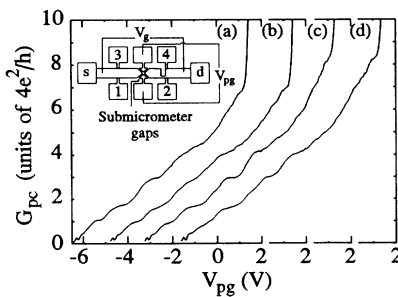 10
8
6
4
2
0
G_pc (units of 4e²/h)
V_g
(a) (b) (c) (d)
3 4
s d
1 2
V_pg
Submicrometer
gaps
-6 -4 -2 0 2 2 2 2
V_pg (V)